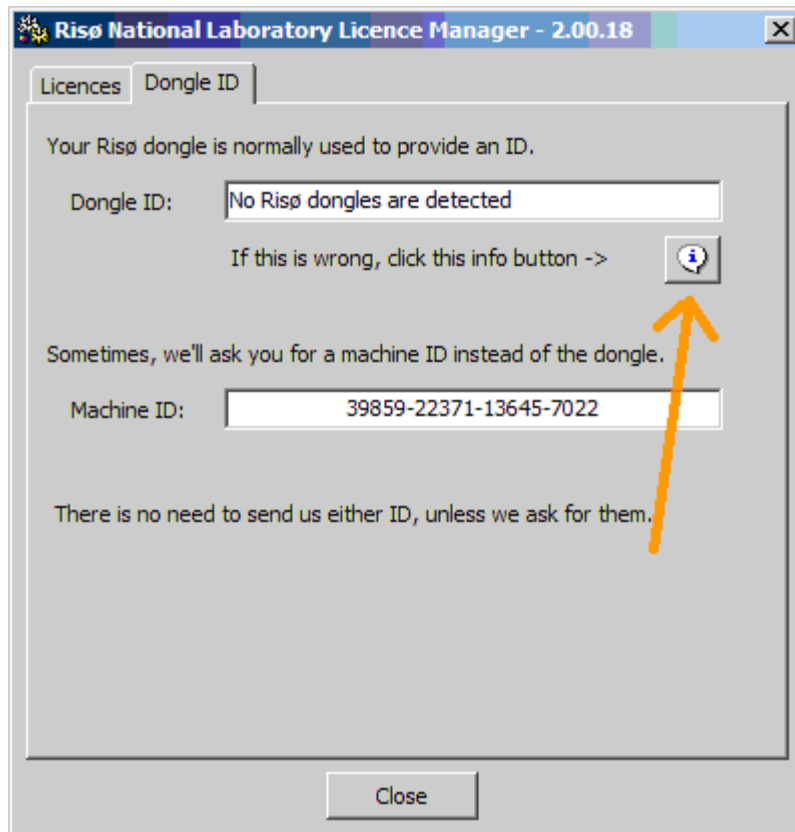 Risø National Laboratory Licence Manager - 2.00.18
Licences Dongle ID
Your Risø dongle is normally used to provide an ID.
Dongle ID: No Risø dongles are detected
If this is wrong, click this info button ->
Sometimes, we'll ask you for a machine ID instead of the dongle.
Machine ID: 39859-22371-13645-7022
There is no need to send us either ID, unless we ask for them.
Close